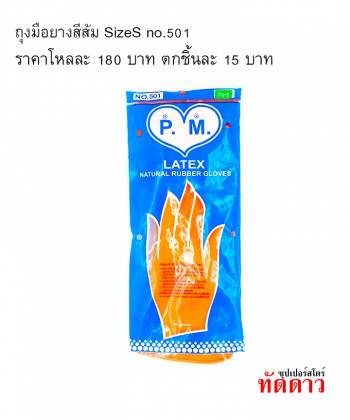 ถุงมือยางสีส้ม SizeS no.501
ราคาโหลละ 180 บาท ตกชิ้นละ 15 บาท
NO. 501
P. M.
LATEX
NATURAL RUBBER GLOVES
ซุปเปอร์สโตร์
ทัดดาว